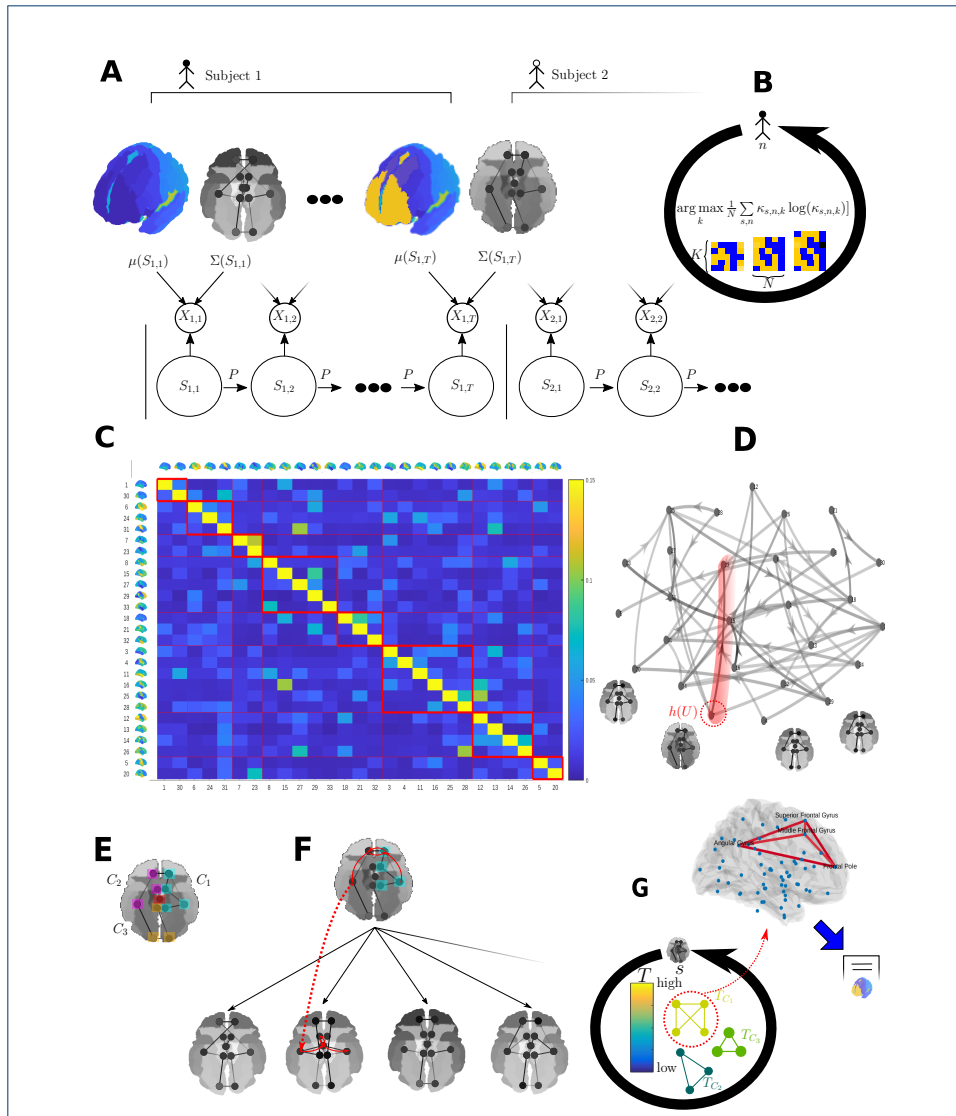 A
Subject 1
Subject 2
B
n
arg max 1/N ∑ κ_{s,n,k} log(κ_{s,n,k})]
k s,n
K{
N
μ(S_{1,1}) Σ(S_{1,1}) μ(S_{1,T}) Σ(S_{1,T})
X_{1,1} X_{1,2} X_{1,T} X_{2,1} X_{2,2}
S_{1,1} P S_{1,2} P P S_{1,T} S_{2,1} P S_{2,2} P
C
1
30
6
24
31
7
23
8
15
27
29
33
18
21
32
3
4
11
16
25
28
12
13
14
26
5
20
1 30 6 24 31 7 23 8 15 27 29 33 18 21 32 3 4 11 16 25 28 12 13 14 26 5 20
0.15
0.1
0.05
0
D
h(U)
E
C_2 C_1
C_3
F
G
Superior Frontal Gyrus
Middle Frontal Gyrus
Angular Gyrus
Frontal Pole
s
T
high
low
T_{C_1}
T_{C_3}
T_{C_2}